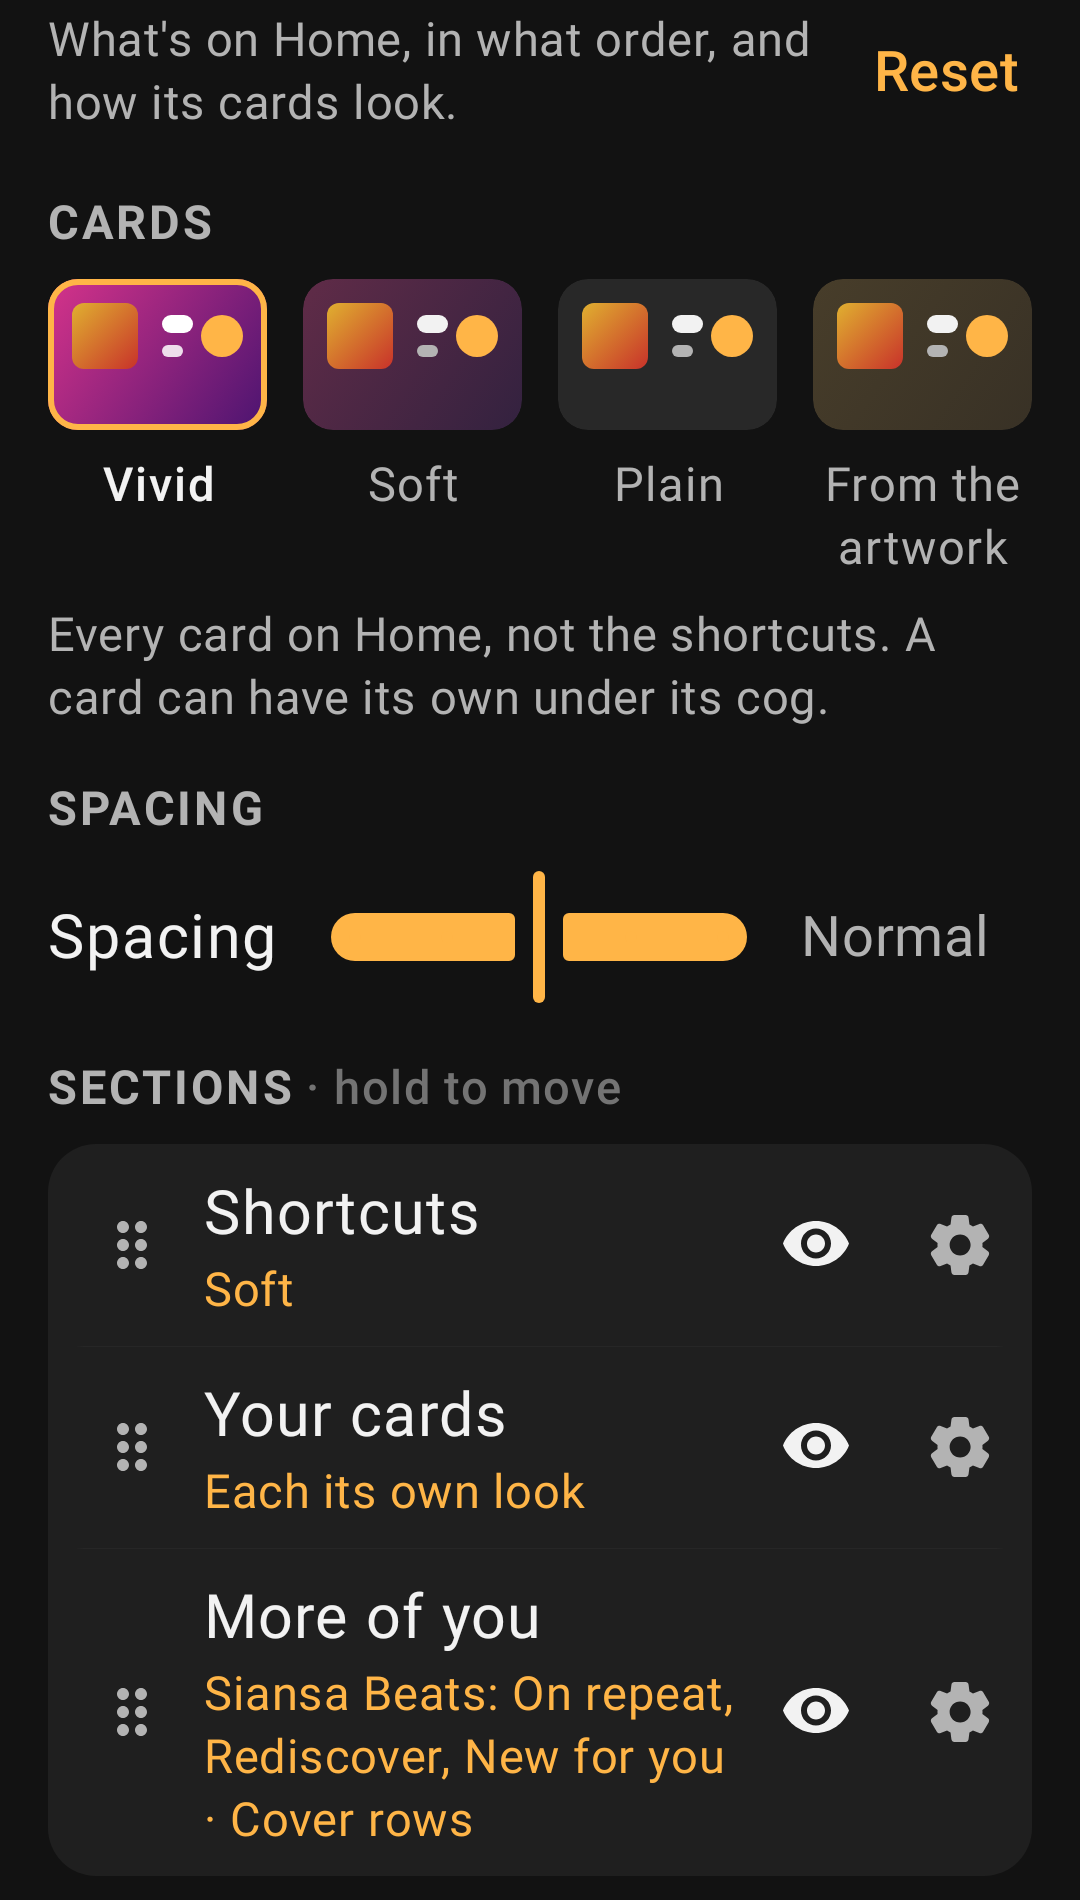 What's on Home, in what order, and
how its cards look.
Reset
CARDS
Vivid
Soft
Plain
From the
artwork
Every card on Home, not the shortcuts. A
card can have its own under its cog.
SPACING
Spacing
Normal
SECTIONS · hold to move
Shortcuts
Soft
Your cards
Each its own look
More of you
Siansa Beats: On repeat,
Rediscover, New for you
· Cover rows